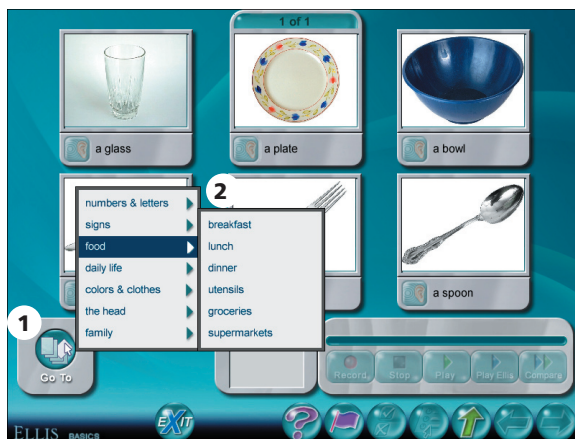 1 of 1
a glass
a plate
a bowl
2
numbers & letters
signs
food
daily life
colors & clothes
the head
family
breakfast
lunch
dinner
utensils
groceries
supermarkets
a spoon
1
Go To
Record
Stop
Play
Play Ellis
Compare
EXIT
ELLIS BASICS
?